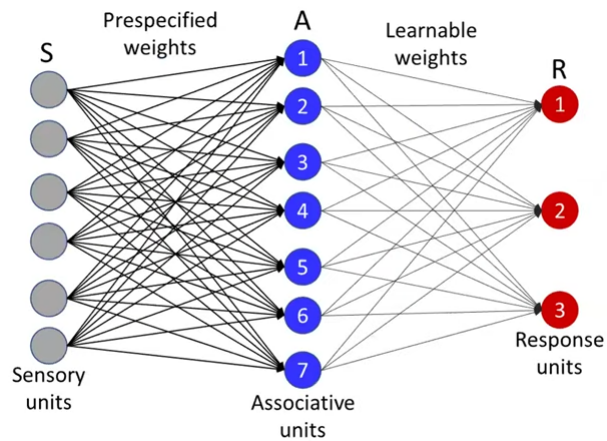 Prespecified
weights
A
Learnable
weights
S
R
1
2
3
4
5
6
7
1
2
3
Sensory
units
Associative
units
Response
units